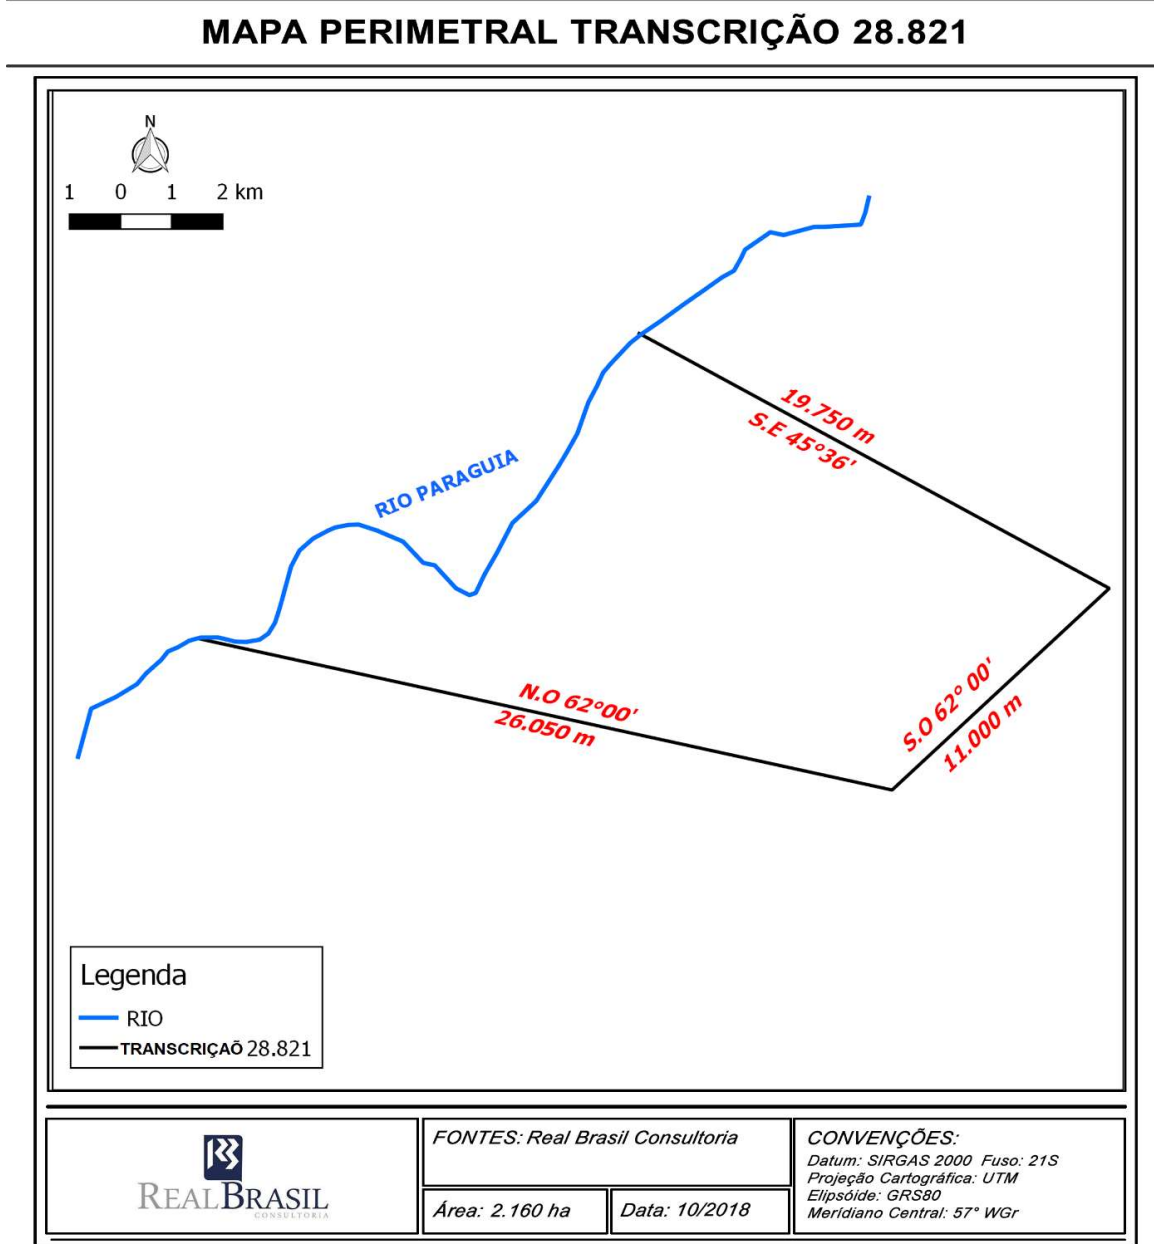 MAPA PERIMETRAL TRANSCRIÇÃO 28.821
N
1 0 1 2 km
19.750 m
S.E 45°36'
RIO PARAGUIA
N.O 62°00'
26.050 m
S.O 62° 00'
11.000 m
Legenda
RIO
TRANSCRIÇAÕ 28.821
REALBRASIL
CONSULTORIA
FONTES: Real Brasil Consultoria
Área: 2.160 ha
Data: 10/2018
CONVENÇÕES:
Datum: SIRGAS 2000 Fuso: 21S
Projeção Cartográfica: UTM
Elipsóide: GRS80
Meridiano Central: 57° WGr